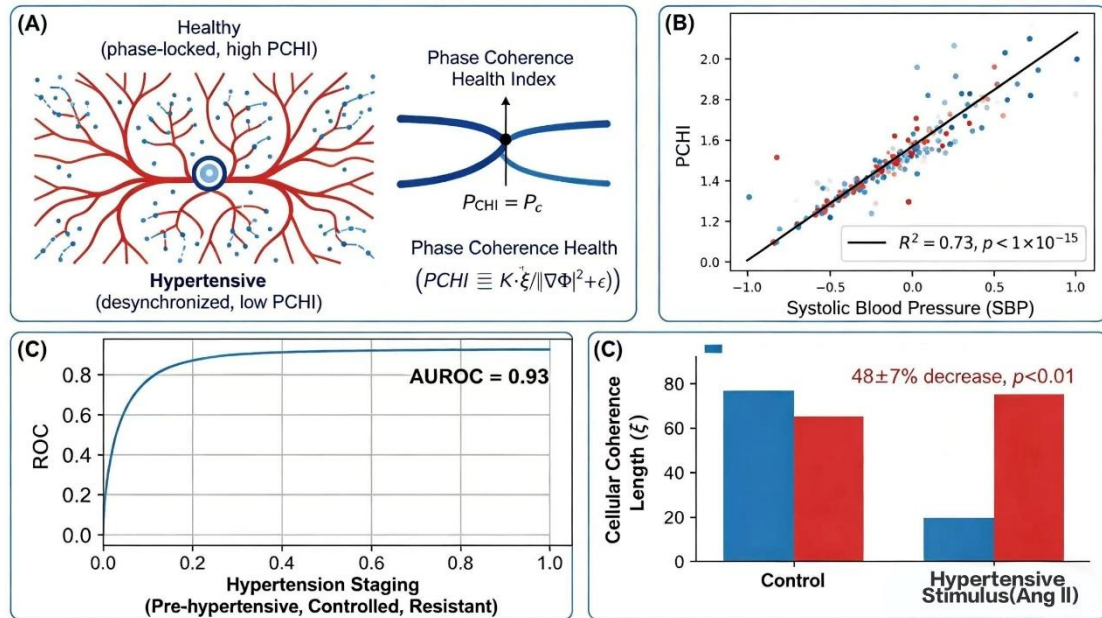 (A)
Healthy
(phase-locked, high PCHI)
Hypertensive
(desynchronized, low PCHI)
Phase Coherence
Health Index
P_CHI = P_c
Phase Coherence Health
(PCHI ≡ K·ξ/‖∇Φ|²+ϵ))
(B)
PCHI
2.0
2.8
1.6
1.4
1.2
0.0
R² = 0.73, p < 1×10⁻¹⁵
−1.0 −0.5 0.0 0.5 1.0
Systolic Blood Pressure (SBP)
(C)
ROC
0.8
0.6
0.4
0.2
0.0
AUROC = 0.93
0.0 0.2 0.4 0.6 0.8 1.0
Hypertension Staging
(Pre-hypertensive, Controlled, Resistant)
(C)
Cellular Coherence
Length (ξ)
80
60
40
20
0
48±7% decrease, p<0.01
Control
Hypertensive
Stimulus(Ang II)